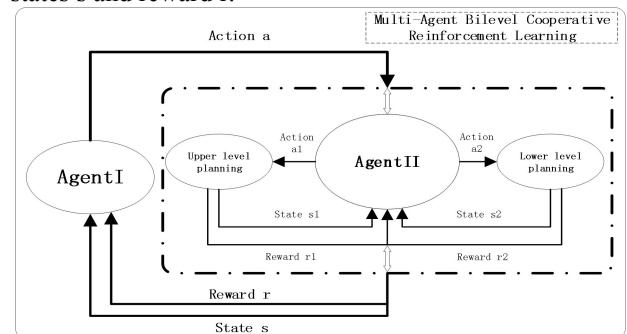 states s and reward r.
Multi-Agent Bilevel Cooperative
Reinforcement Learning
Action a
Action
a1
Action
a2
Upper level
planning
AgentII
Lower level
planning
AgentI
State s1
State s2
Reward r1
Reward r2
Reward r
State s